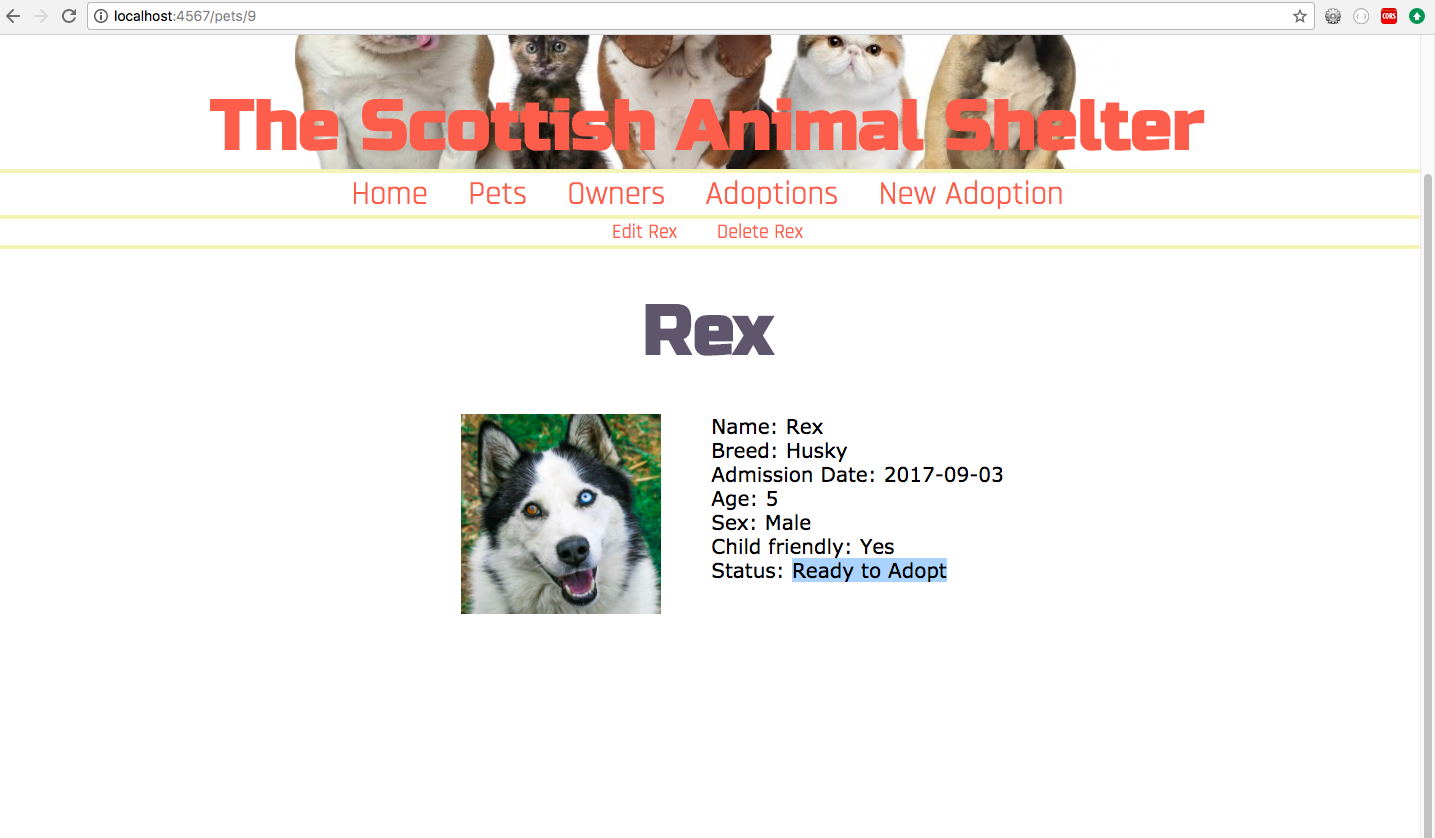 localhost:4567/pets/9
CORS
The Scottish Animal Shelter
Home Pets Owners Adoptions New Adoption
Edit Rex Delete Rex
Rex
Name: Rex
Breed: Husky
Admission Date: 2017-09-03
Age: 5
Sex: Male
Child friendly: Yes
Status: Ready to Adopt